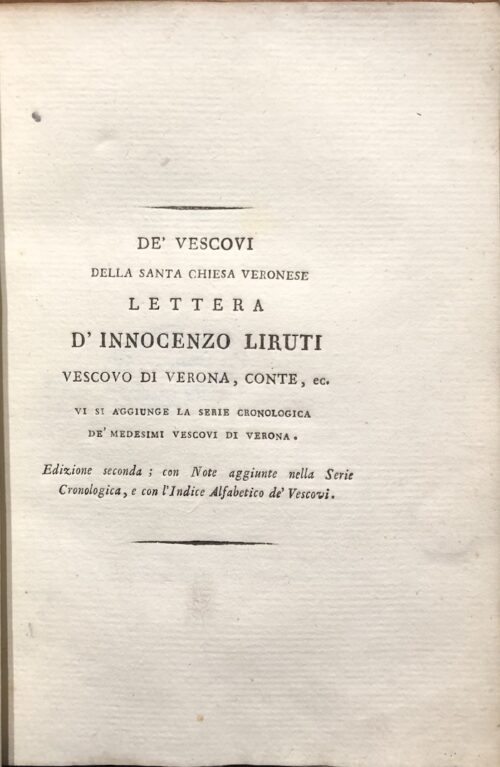 DE' VESCOVI
DELLA SANTA CHIESA VERONESE
LETTERA
D' INNOCENZO LIRUTI
VESCOVO DI VERONA, CONTE, ec.
VI SI AGGIUNGE LA SERIE CRONOLOGICA
DE' MEDESIMI VESCOVI DI VERONA.
Edizione seconda; con Note aggiunte nella Serie
Cronologica, e con l'Indice Alfabetico de' Vescovi.